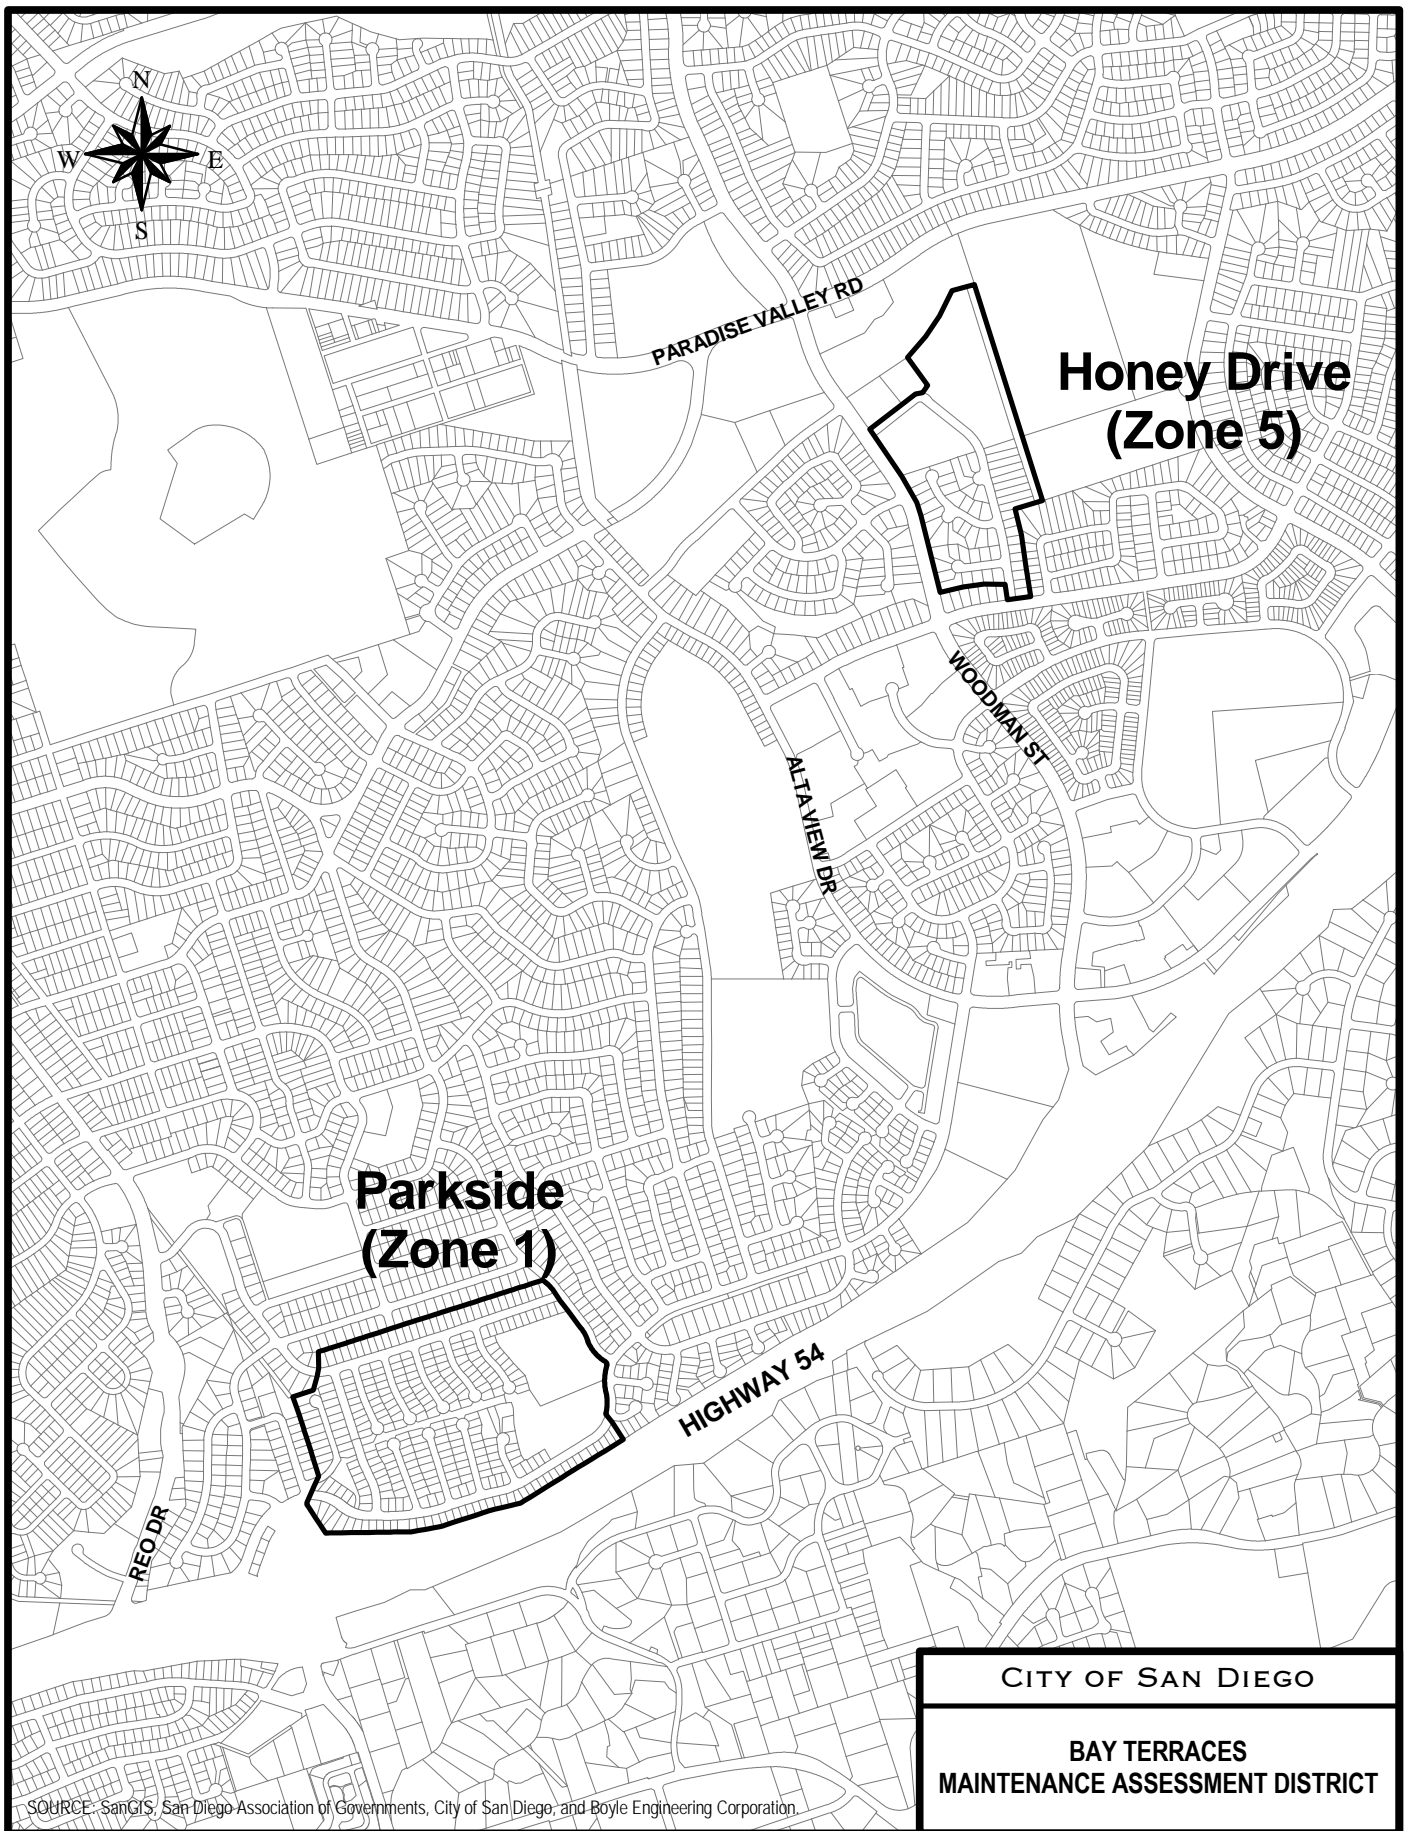 N
W E
S
PARADISE VALLEY RD
Honey Drive
(Zone 5)
WOODMAN ST
ALTA VIEW DR
Parkside
(Zone 1)
HIGHWAY 54
REO DR
CITY OF SAN DIEGO
BAY TERRACES
MAINTENANCE ASSESSMENT DISTRICT
SOURCE: SanGIS, San Diego Association of Governments, City of San Diego, and Boyle Engineering Corporation.